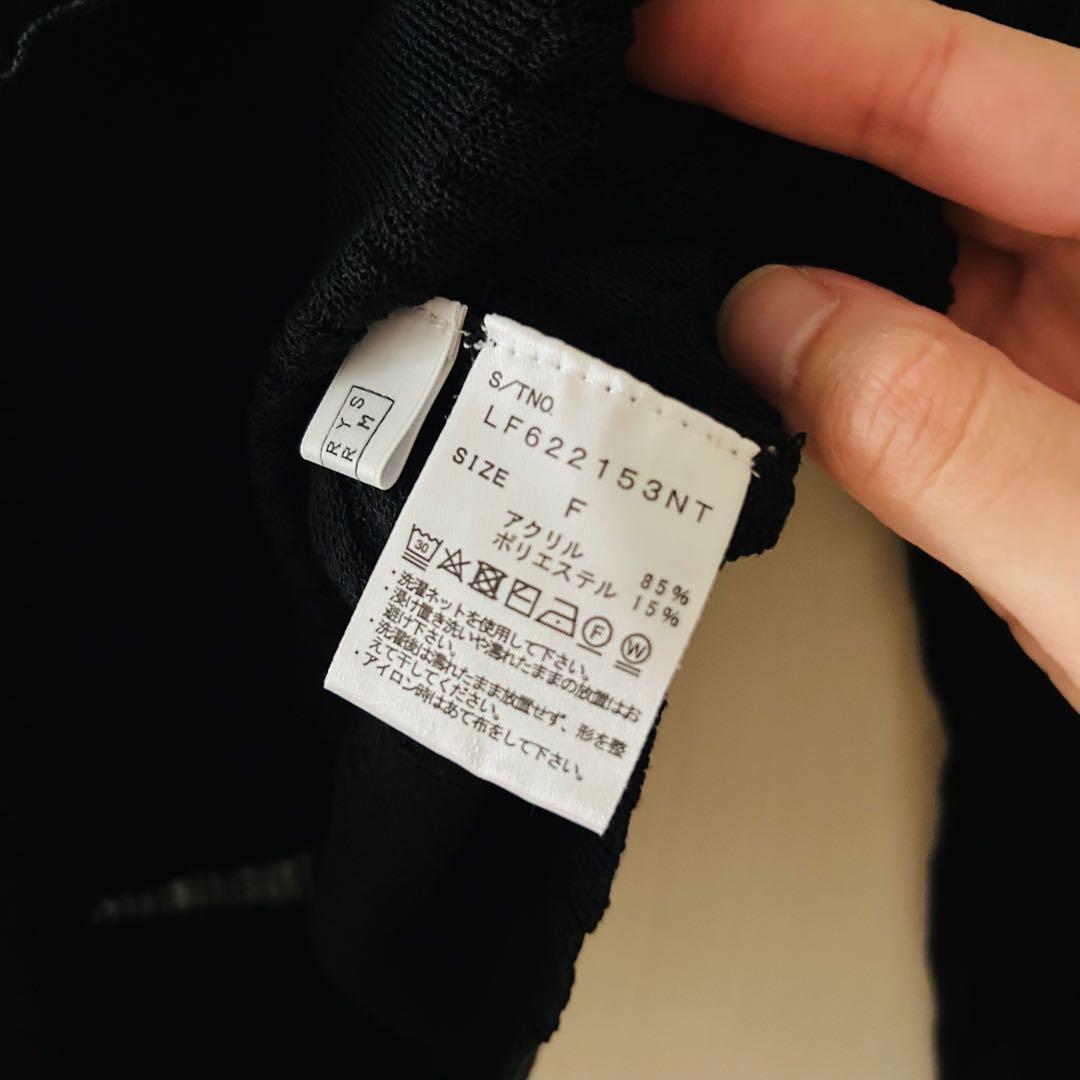 RYS
RM
S/TNO.
LF622153NT
SIZE
F
アクリル 85%
ポリエステル 15%
30
F
W
・洗濯ネットを使用して下さい。
・浸け置き洗いや濡れたままの放置はお
避け下さい。
・洗濯後は濡れたまま放置せず、形を整
えて干してください。
・アイロン時はあて布をして下さい。